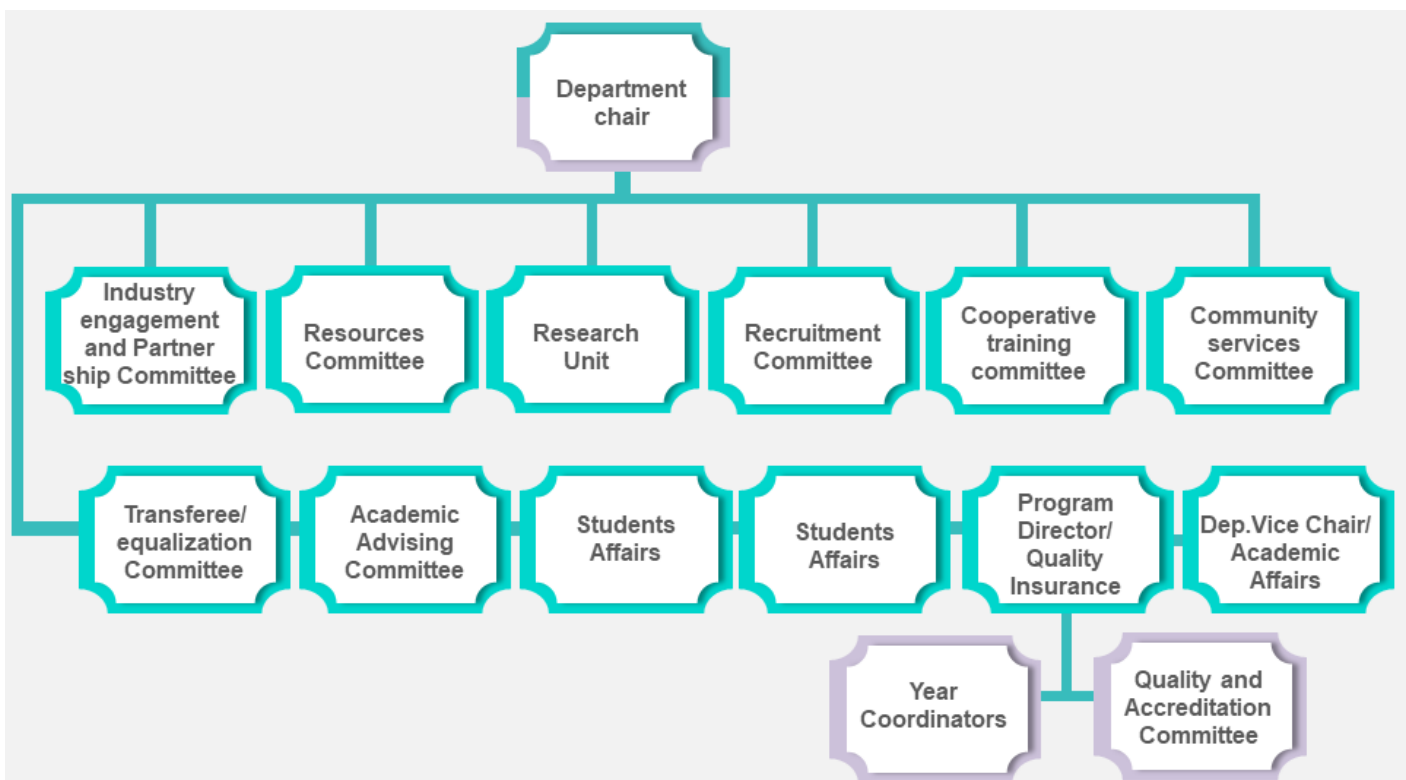 Department
chair
Industry
engagement
and Partner
ship Committee
Resources
Committee
Research
Unit
Recruitment
Committee
Cooperative
training
committee
Community
services
Committee
Transferee/
equalization
Committee
Academic
Advising
Committee
Students
Affairs
Students
Affairs
Program
Director/
Quality
Insurance
Dep.Vice Chair/
Academic
Affairs
Year
Coordinators
Quality and
Accreditation
Committee